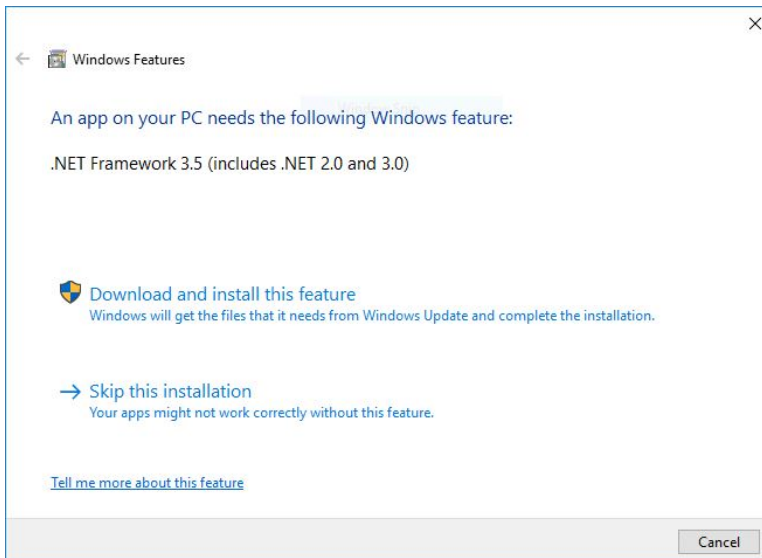 Windows Features
An app on your PC needs the following Windows feature:
.NET Framework 3.5 (includes .NET 2.0 and 3.0)
Download and install this feature
Windows will get the files that it needs from Windows Update and complete the installation.
Skip this installation
Your apps might not work correctly without this feature.
Tell me more about this feature
Cancel